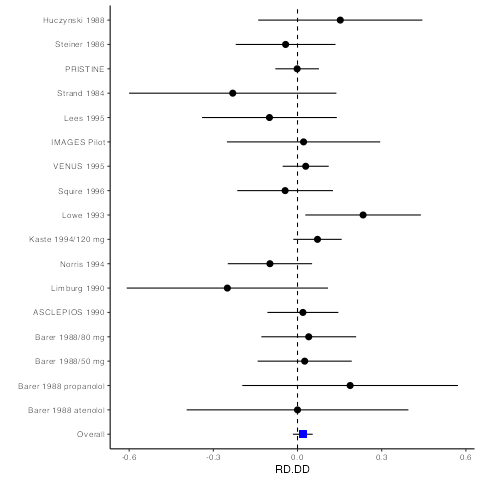 Huczynski 1988
Steiner 1986
PRISTINE
Strand 1984
Lees 1995
IMAGES Pilot
VENUS 1995
Squire 1996
Lowe 1993
Kaste 1994/120 mg
Norris 1994
Limburg 1990
ASCLEPIOS 1990
Barer 1988/80 mg
Barer 1988/50 mg
Barer 1988 propanolol
Barer 1988 atenolol
Overall
-0.6 -0.3 0.0 0.3 0.6
RD.DD